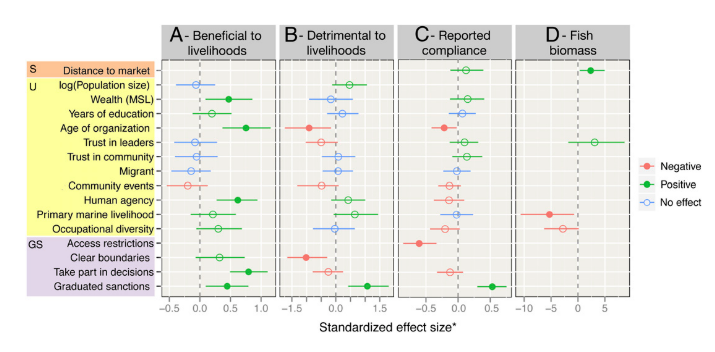 A - Beneficial to
livelihoods
B - Detrimental to
livelihoods
C - Reported
compliance
D - Fish
biomass
S
Distance to market
U
log(Population size)
Wealth (MSL)
Years of education
Age of organization
Trust in leaders
Trust in community
Migrant
Community events
Human agency
Primary marine livelihood
Occupational diversity
GS
Access restrictions
Clear boundaries
Take part in decisions
Graduated sanctions
Negative
Positive
No effect
−0.5 0.0 0.5 1.0
−1.5 0.0 1.5
−0.5 0.0 0.5
−10 −5 0 5
Standardized effect size*